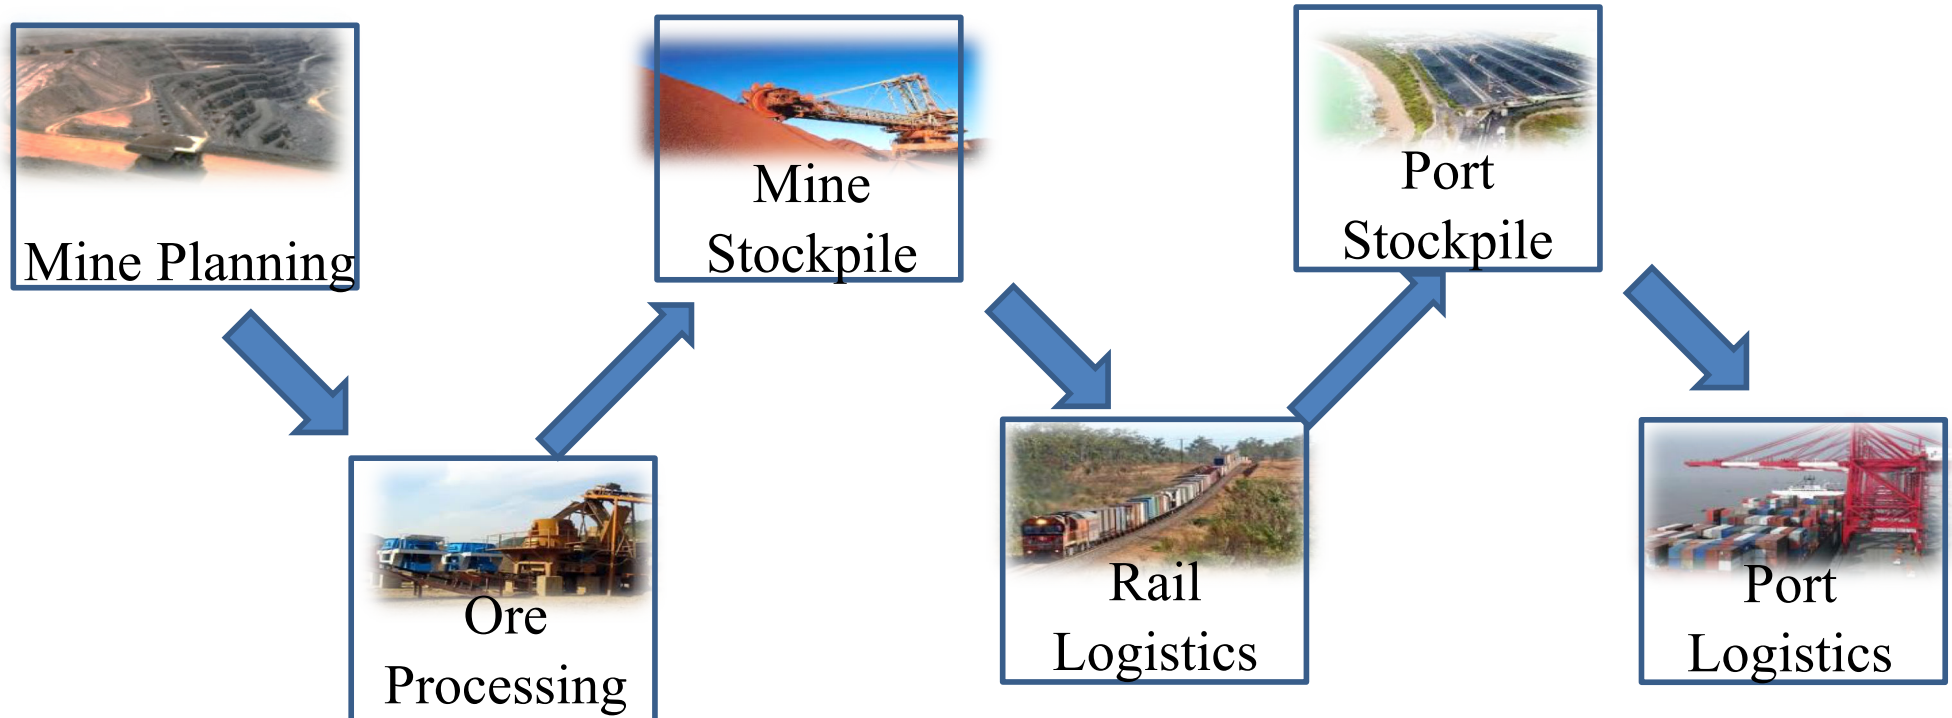 Mine Planning
Ore
Processing
Mine
Stockpile
Rail
Logistics
Port
Stockpile
Port
Logistics